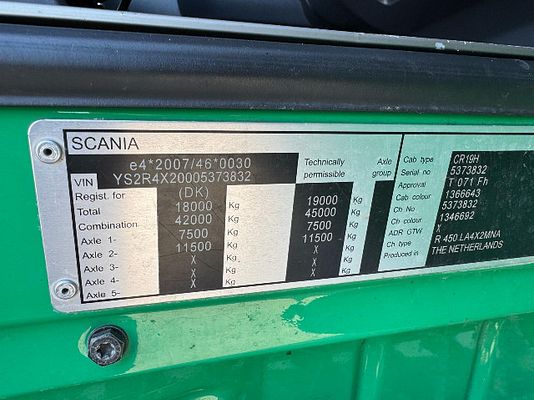 SCANIA
e4*2007/46*0030
VIN YS2R4X20005373832
Regist. for (DK) Technically permissible Axle group
Total 18000 Kg 19000 Kg
Combination 42000 Kg 45000 Kg
Axle 1- 7500 Kg 7500 Kg
Axle 2- 11500 Kg 11500 Kg
Axle 3- X Kg X Kg
Axle 4- X Kg X Kg
Axle 5- X Kg X Kg
Cab type CR19H
Serial no 5373832
Cab colour T 071 Fh
Ch No 1366643
Ch colour 5373832
ADR GTW 1346692
Ch type X
Produced in R 450 LA4X2MNA
THE NETHERLANDS